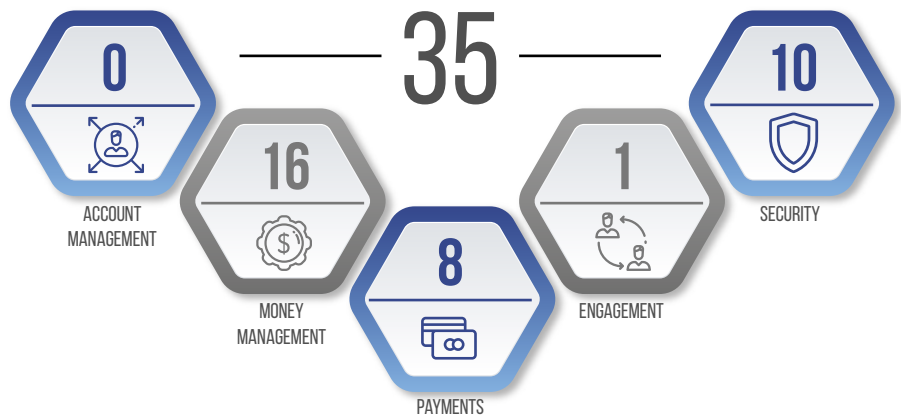 35
0
ACCOUNT
MANAGEMENT
16
$
MONEY
MANAGEMENT
8
PAYMENTS
1
ENGAGEMENT
10
SECURITY